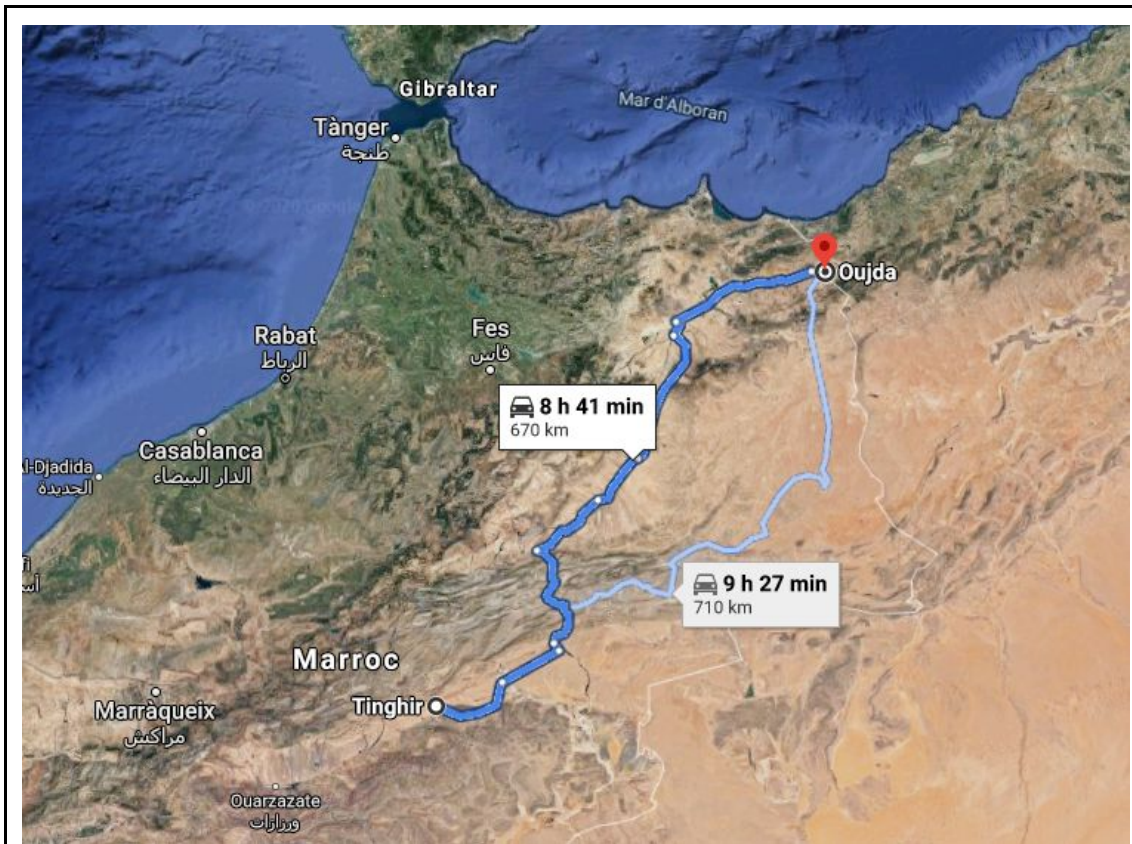 Gibraltar
Mar d'Alboran
Tànger
طنجة
Oujda
Rabat
الرباط
Fes
فاس
8 h 41 min
670 km
Casablanca
الدار البيضاء
Al-Djadida
الجديدة
9 h 27 min
710 km
Marroc
Tinghir
Marràqueix
مراكش
Ouarzazate
ورزازات